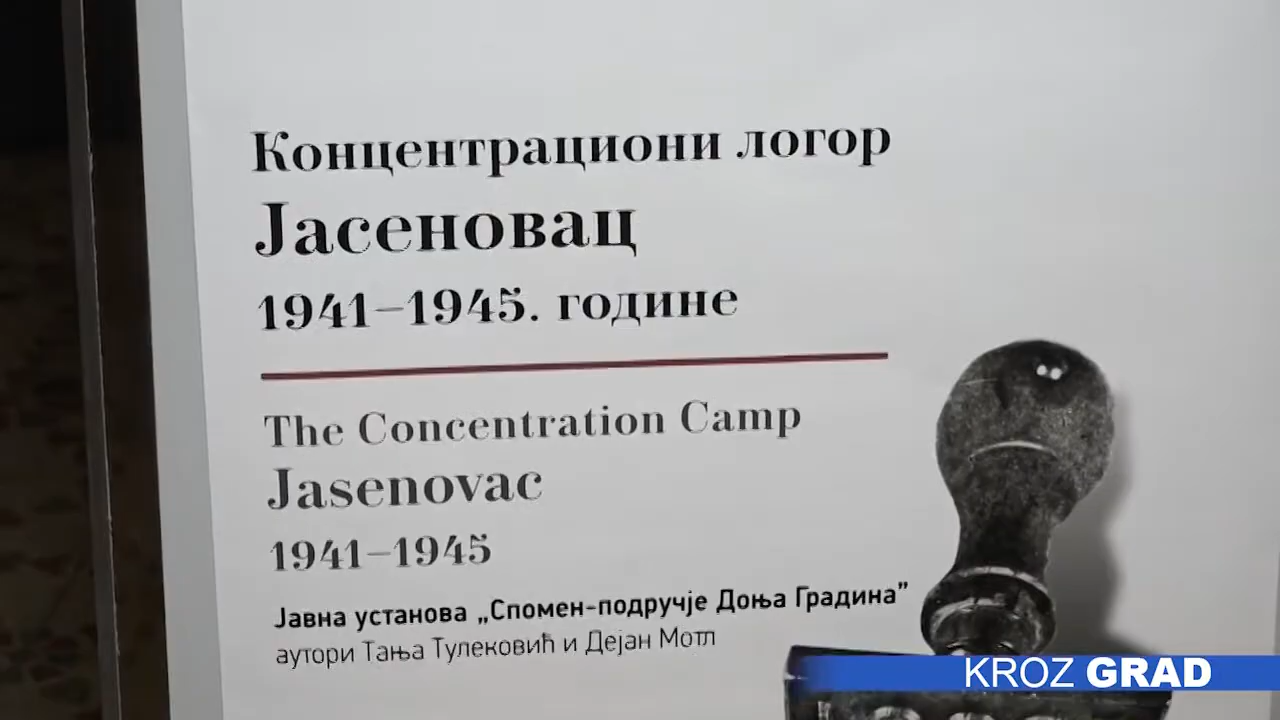 Концентрациони логор
Јасеновац
1941–1945. године
The Concentration Camp
Jasenovac
1941–1945
Јавна установа „Спомен-подручје Доња Градина”
аутори Тања Тулековић и Дејан Мотл
KROZ GRAD